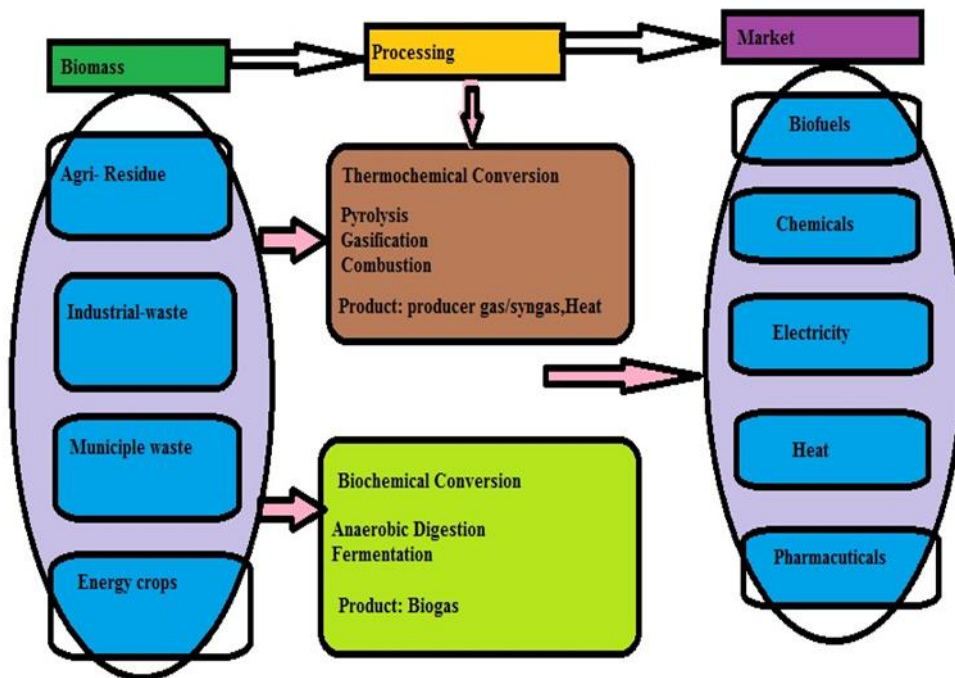 Biomass
Processing
Market
Agri- Residue
Industrial-waste
Municiple waste
Energy crops
Thermochemical Conversion
Pyrolysis
Gasification
Combustion
Product: producer gas/syngas,Heat
Biochemical Conversion
Anaerobic Digestion
Fermentation
Product: Biogas
Biofuels
Chemicals
Electricity
Heat
Pharmacuticals